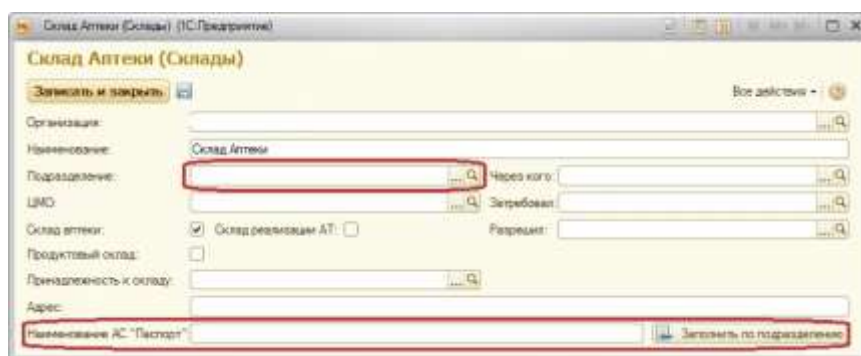 Склад Аптеки (Склады) (1С:Предприятие)
Склад Аптеки (Склады)
Записать и закрыть Все действия
Организация:
Наименование: Склад Аптеки
Подразделение: Через кого:
ЦМО: Затребовал:
Склад аптеки: Склад реализации АТ: Разрешил:
Продуктовый склад:
Принадлежность к складу:
Адрес:
Наименование АС "Паспорт" Заполнить по подразделению